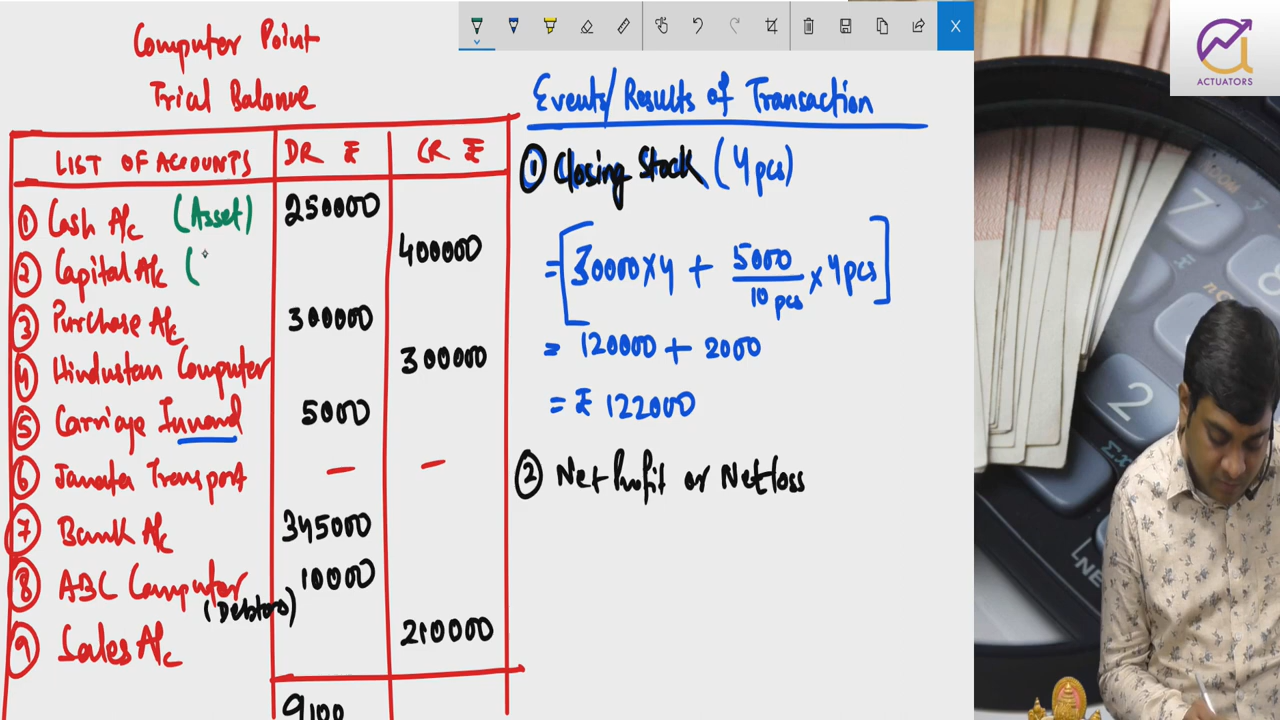 Computer Point
Trial Balance
LIST OF ACCOUNTS DR ₹ CR ₹
① Cash A/c (Asset) 250000
② Capital A/c ( 400000
③ Purchase A/c 300000
④ Hindustan Computer 300000
⑤ Carriage Inward 5000
⑥ Janata Transport — —
⑦ Bank A/c 345000
⑧ ABC Computer 10000
(Debtors)
⑨ Sales A/c 210000
9100
Events/Results of Transaction
① Closing Stock (4 pcs)
= [30000 x 4 + 5000/10 pcs x 4 pcs]
= 120000 + 2000
= ₹ 122000
② Net Profit or Net loss
X
ACTUATORS
7
2